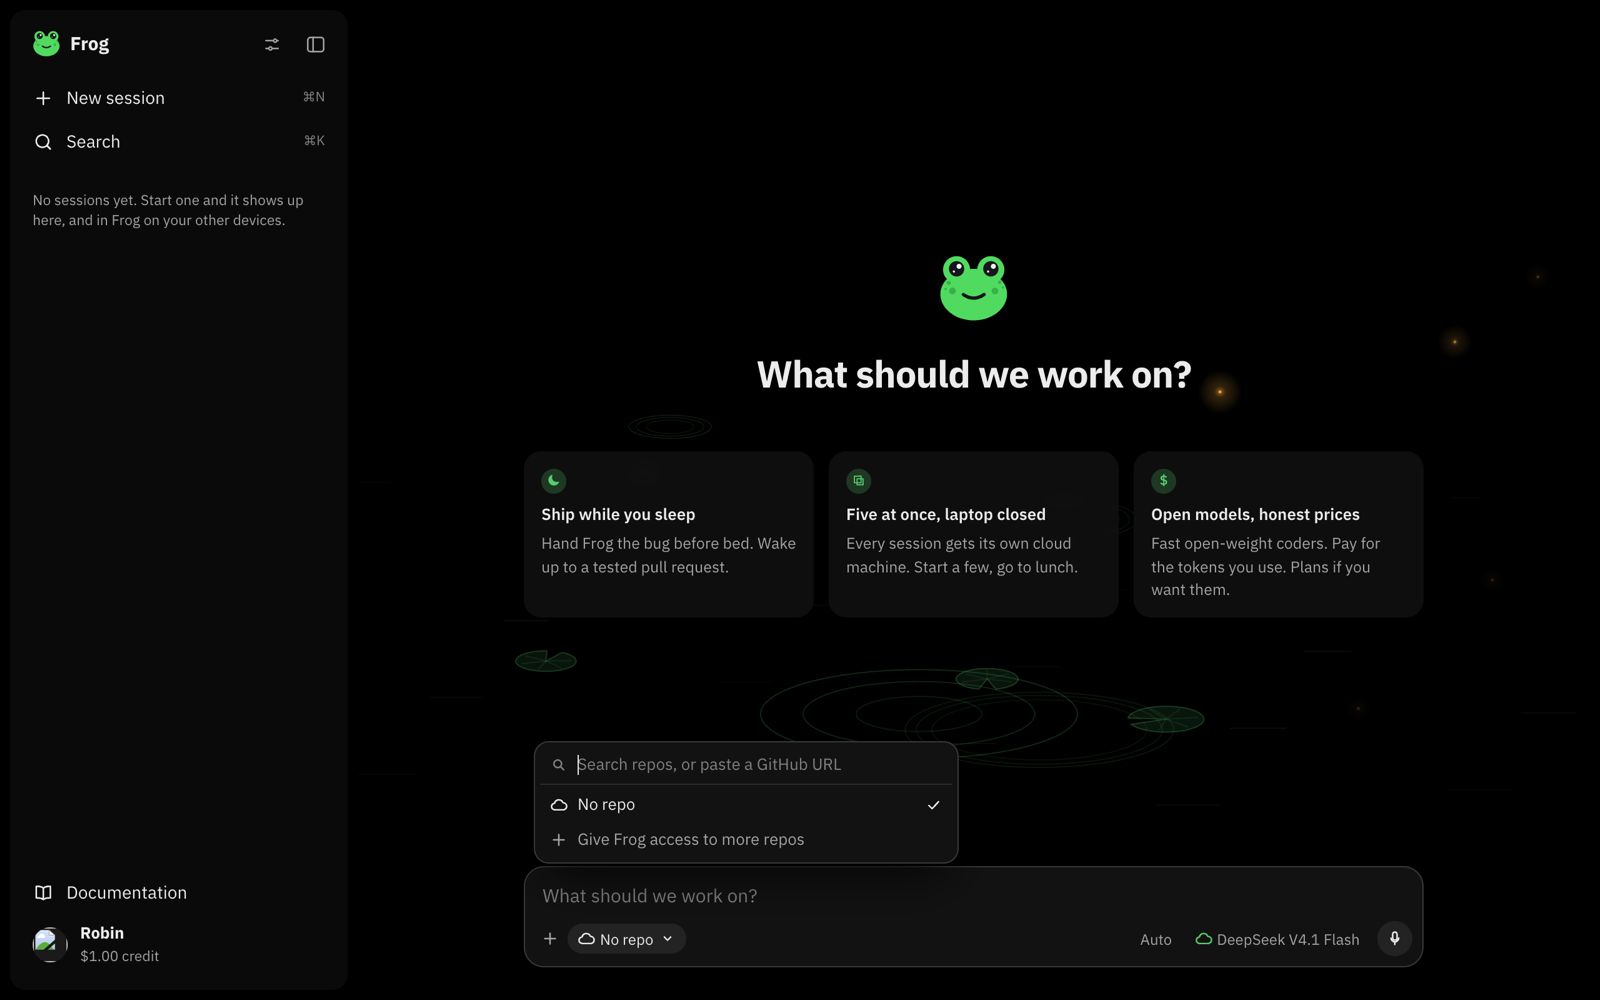 Frog
New session
⌘N
Search
⌘K
No sessions yet. Start one and it shows up
here, and in Frog on your other devices.
What should we work on?
Ship while you sleep
Hand Frog the bug before bed. Wake
up to a tested pull request.
Five at once, laptop closed
Every session gets its own cloud
machine. Start a few, go to lunch.
$
Open models, honest prices
Fast open-weight coders. Pay for
the tokens you use. Plans if you
want them.
Search repos, or paste a GitHub URL
No repo
Give Frog access to more repos
What should we work on?
No repo
Auto
DeepSeek V4.1 Flash
Documentation
Robin
$1.00 credit